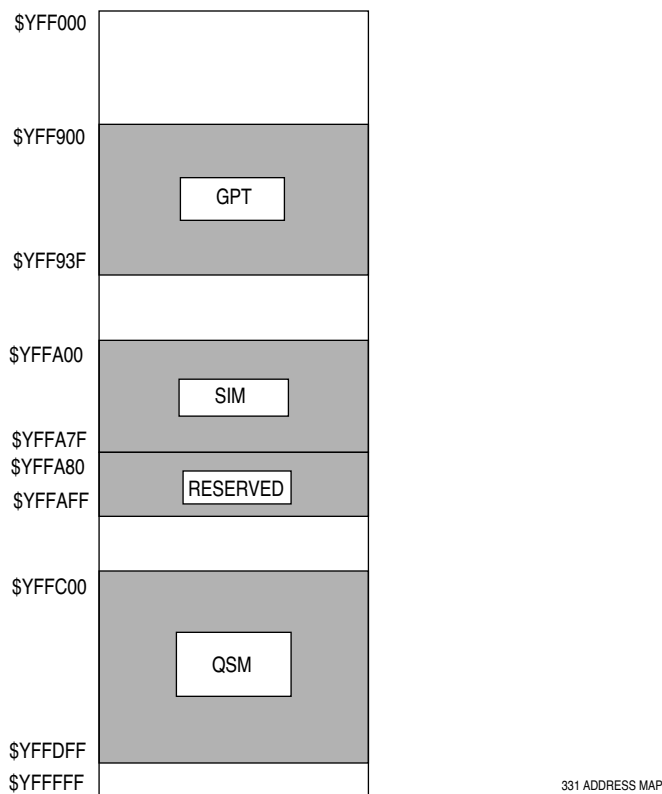 $YFF000
$YFF900
GPT
$YFF93F
$YFFA00
SIM
$YFFA7F
$YFFA80
RESERVED
$YFFAFF
$YFFC00
QSM
$YFFDFF
$YFFFFF
331 ADDRESS MAP